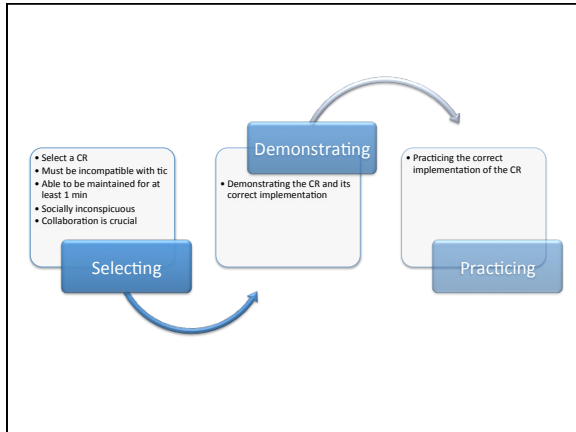 • Select a CR
• Must be incompatible with tic
• Able to be maintained for at
least 1 min
• Socially inconspicuous
• Collaboration is crucial
Selecting
Demonstrating
• Demonstrating the CR and its
correct implementation
• Practicing the correct
implementation of the CR
Practicing